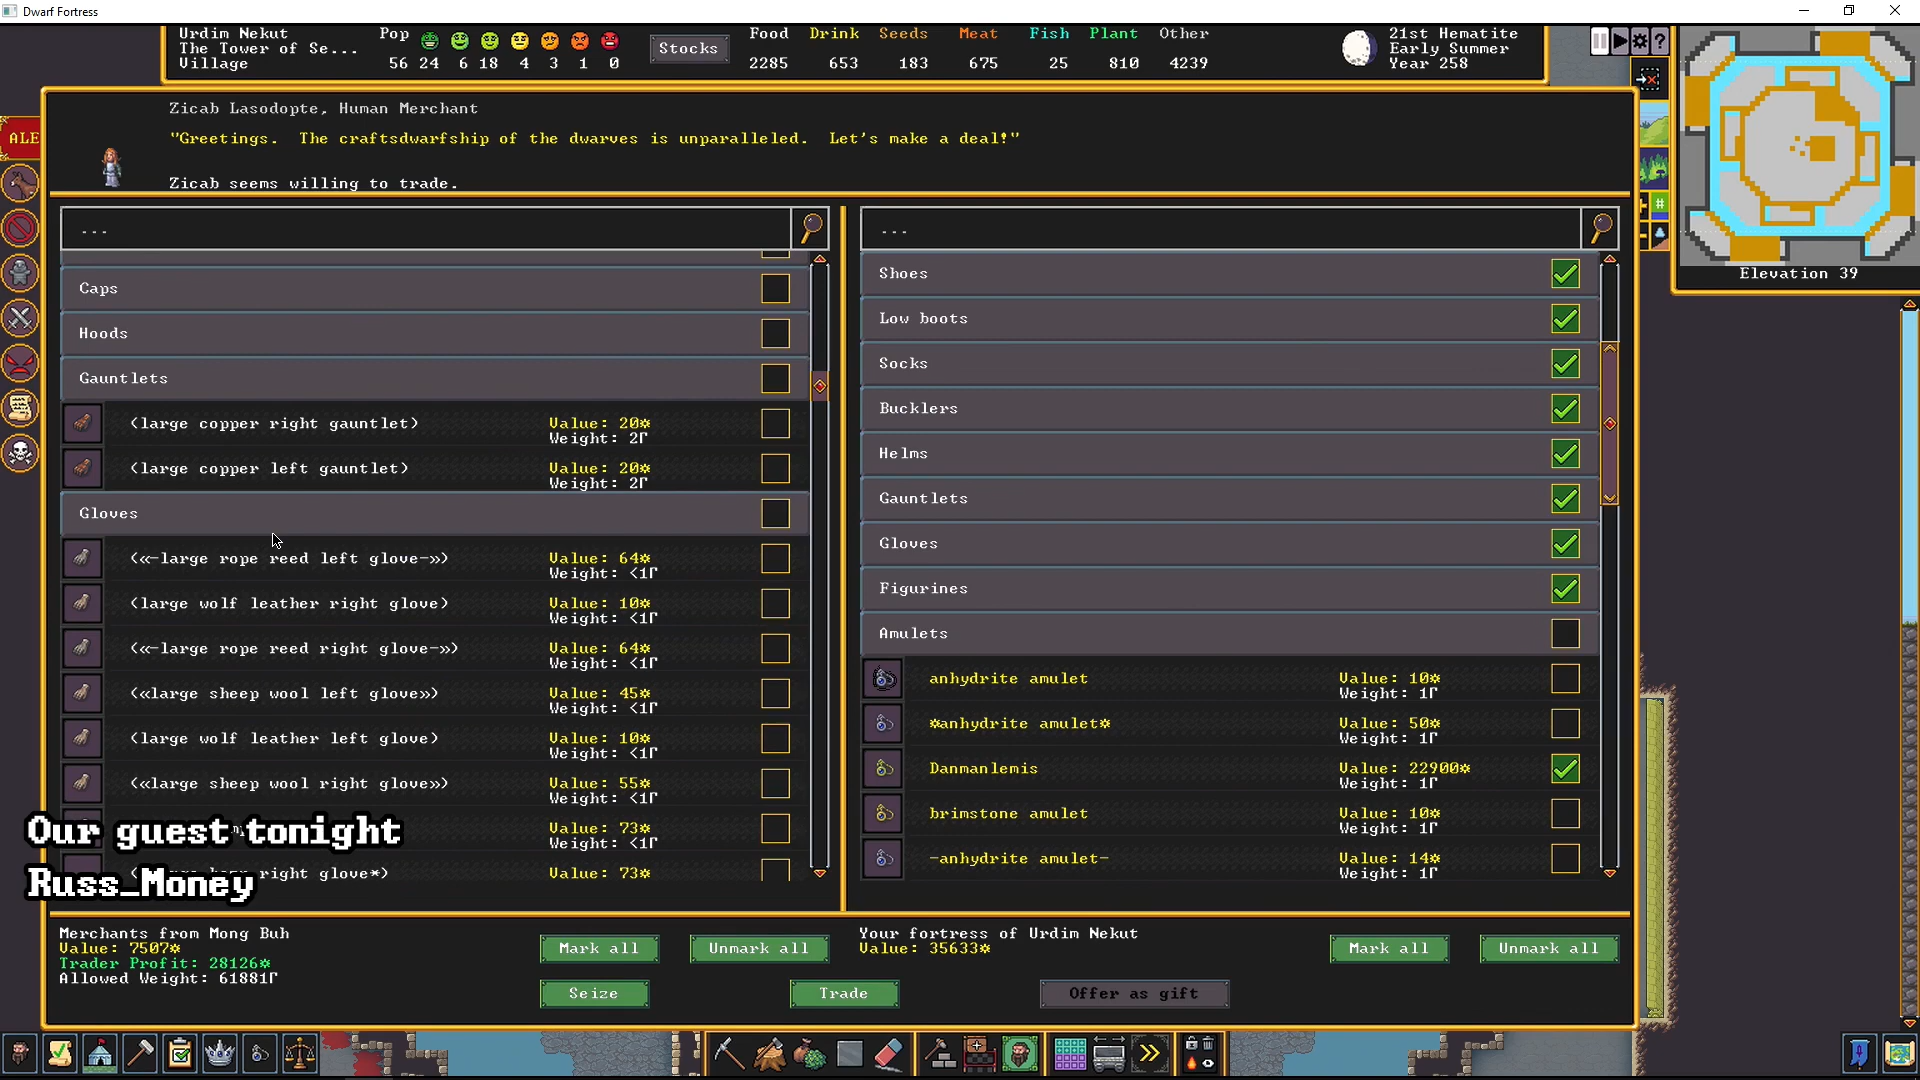 Dwarf Fortress
Urdim Nekut
The Tower of Se...
Village
Pop
56 24 6 18 4 3 1 0
Stocks
Food Drink Seeds Meat Fish Plant Other
2285 653 183 675 25 810 4239
21st Hematite
Early Summer
Year 258
Elevation 39
ALE
Zicab Lasodopte, Human Merchant
"Greetings. The craftsdwarfship of the dwarves is unparalleled. Let's make a deal!"
Zicab seems willing to trade.
...
Caps
Hoods
Gauntlets
(large copper right gauntlet) Value: 20☼
Weight: 2Γ
(large copper left gauntlet) Value: 20☼
Weight: 2Γ
Gloves
(«-large rope reed left glove-») Value: 64☼
Weight: <1Γ
(large wolf leather right glove) Value: 10☼
Weight: <1Γ
(«-large rope reed right glove-») Value: 64☼
Weight: <1Γ
(«large sheep wool left glove») Value: 45☼
Weight: <1Γ
(large wolf leather left glove) Value: 10☼
Weight: <1Γ
(«large sheep wool right glove») Value: 55☼
Weight: <1Γ
Value: 73☼
Weight: <1Γ
right glove*) Value: 73☼
...
Shoes
Low boots
Socks
Bucklers
Helms
Gauntlets
Gloves
Figurines
Amulets
anhydrite amulet Value: 10☼
Weight: 1Γ
☼anhydrite amulet☼ Value: 50☼
Weight: 1Γ
Danmanlemis Value: 22900☼
Weight: 1Γ
brimstone amulet Value: 10☼
Weight: 1Γ
-anhydrite amulet- Value: 14☼
Weight: 1Γ
Our guest tonight
Russ_Money
Merchants from Mong Buh
Value: 7507☼
Trader Profit: 28126☼
Allowed Weight: 61881Γ
Mark all
Unmark all
Your fortress of Urdim Nekut
Value: 35633☼
Mark all
Unmark all
Seize
Trade
Offer as gift